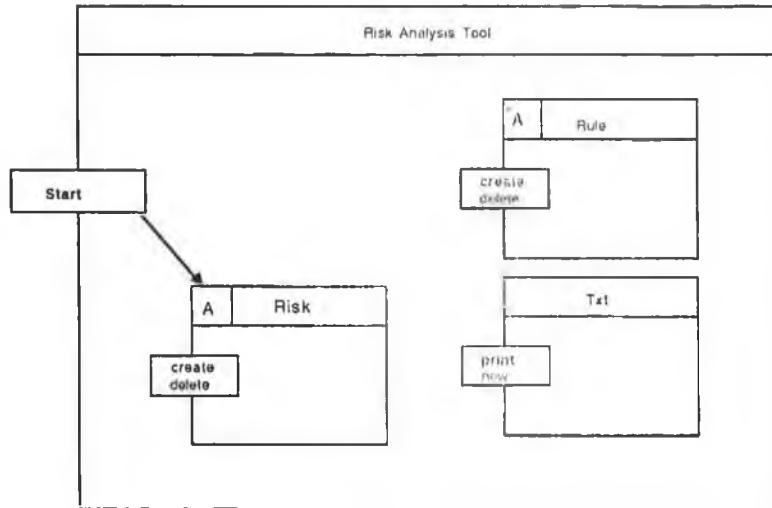 Risk Analysis Tool
A
Rule
create
delete
Start
A
Risk
create
delete
Txt
print
new